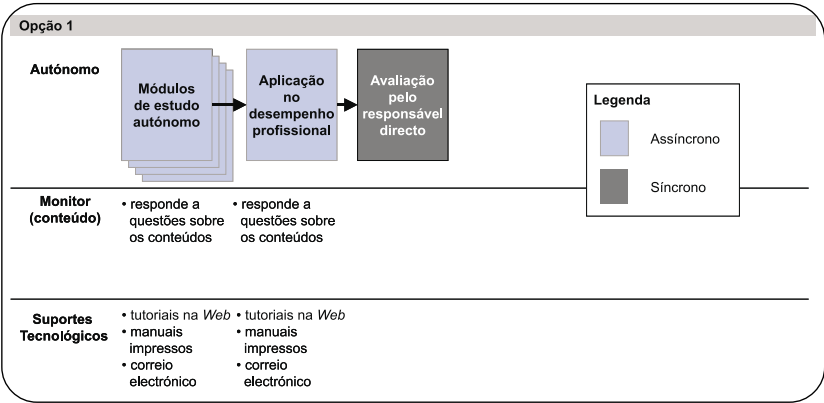 Opção 1
Autónomo
Módulos
de estudo
autónomo
Aplicação
no
desempenho
profissional
Avaliação
pelo
responsável
directo
Legenda
Assíncrono
Síncrono
Monitor
(conteúdo)
• responde a
questões sobre
os conteúdos
• responde a
questões sobre
os conteúdos
Suportes
Tecnológicos
• tutoriais na Web
• manuais
impressos
• correio
electrónico
• tutoriais na Web
• manuais
impressos
• correio
electrónico